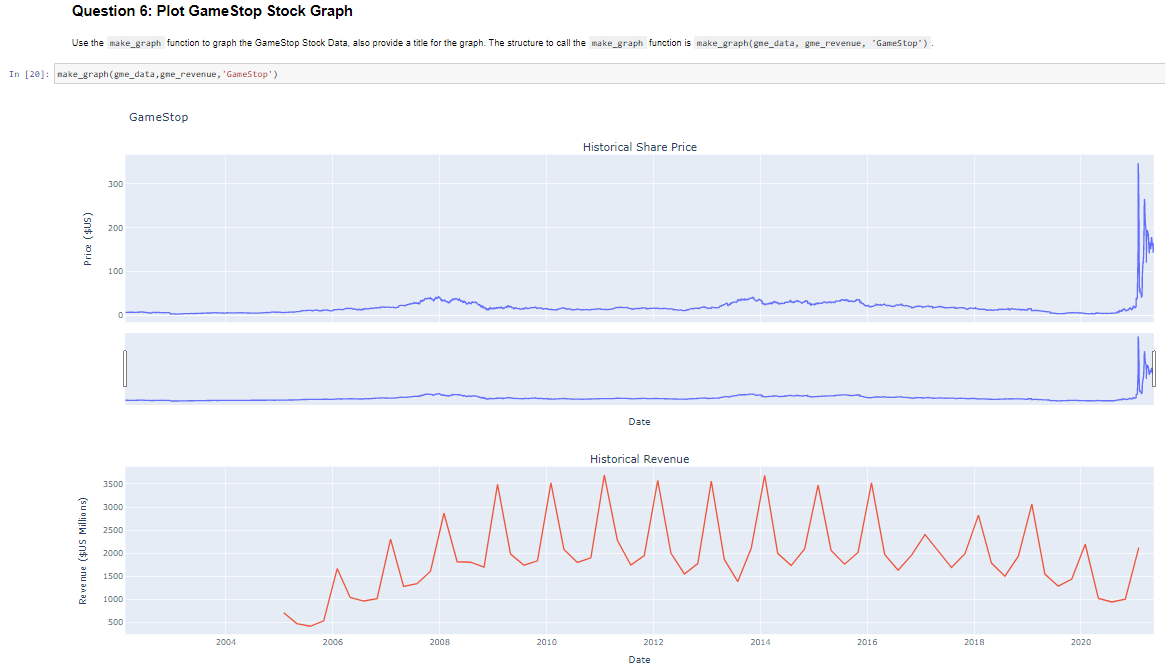 Question 6: Plot GameStop Stock Graph
Use the make_graph function to graph the GameStop Stock Data, also provide a title for the graph. The structure to call the make_graph function is make_graph(gme_data, gme_revenue, 'GameStop') .
In [20]: make_graph(gme_data,gme_revenue,'GameStop')
GameStop
Historical Share Price
Price ($US)
300
200
100
0
Date
Historical Revenue
Revenue ($US Millions)
3500
3000
2500
2000
1500
1000
500
2004 2006 2008 2010 2012 2014 2016 2018 2020
Date